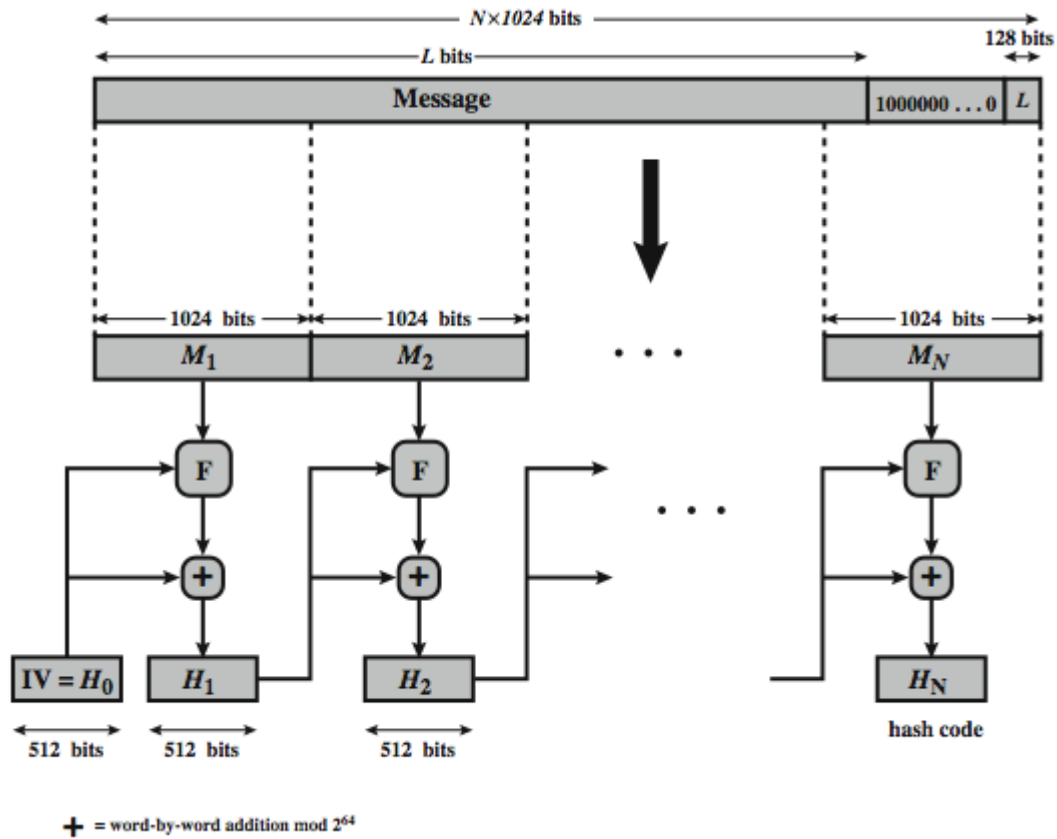 N×1024 bits
128 bits
L bits
Message 1000000 . . . 0 L
1024 bits 1024 bits 1024 bits
M1 M2 . . . MN
F F F
. . .
+ + +
IV = H0 H1 H2 HN
hash code
512 bits 512 bits 512 bits
+ = word-by-word addition mod 2^64